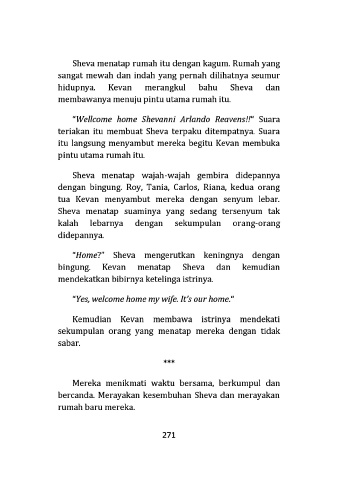 Sheva menatap rumah itu dengan kagum. Rumah yang
sangat mewah dan indah yang pernah dilihatnya seumur
hidupnya. Kevan merangkul bahu Sheva dan
membawanya menuju pintu utama rumah itu.
“Wellcome home Shevanni Arlando Reavens!!” Suara
teriakan itu membuat Sheva terpaku ditempatnya. Suara
itu langsung menyambut mereka begitu Kevan membuka
pintu utama rumah itu.
Sheva menatap wajah-wajah gembira didepannya
dengan bingung. Roy, Tania, Carlos, Riana, kedua orang
tua Kevan menyambut mereka dengan senyum lebar.
Sheva menatap suaminya yang sedang tersenyum tak
kalah lebarnya dengan sekumpulan orang-orang
didepannya.
“Home?” Sheva mengerutkan keningnya dengan
bingung. Kevan menatap Sheva dan kemudian
mendekatkan bibirnya ketelinga istrinya.
“Yes, welcome home my wife. It’s our home.”
Kemudian Kevan membawa istrinya mendekati
sekumpulan orang yang menatap mereka dengan tidak
sabar.
***
Mereka menikmati waktu bersama, berkumpul dan
bercanda. Merayakan kesembuhan Sheva dan merayakan
rumah baru mereka.
271